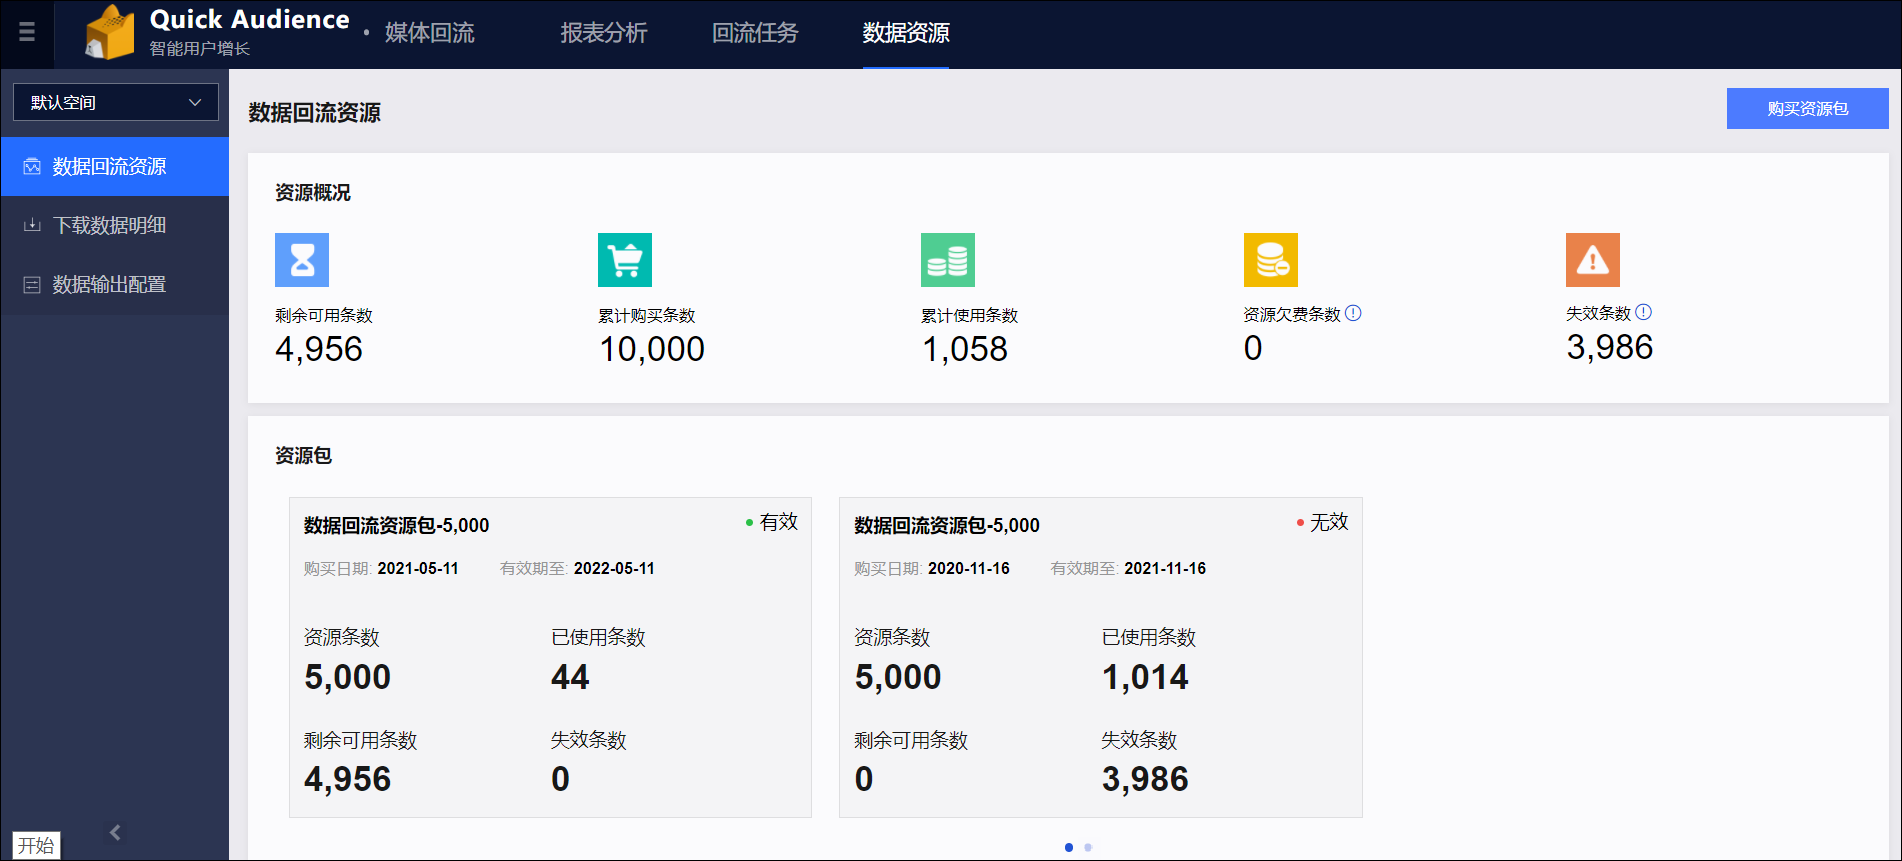 Quick Audience
智能用户增长
· 媒体回流 报表分析 回流任务 数据资源
默认空间
数据回流资源
下载数据明细
数据输出配置
开始
数据回流资源
购买资源包
资源概况
剩余可用条数 累计购买条数 累计使用条数 资源欠费条数 失效条数
4,956 10,000 1,058 0 3,986
资源包
数据回流资源包-5,000 有效
购买日期: 2021-05-11 有效期至: 2022-05-11
资源条数 已使用条数
5,000 44
剩余可用条数 失效条数
4,956 0
数据回流资源包-5,000 无效
购买日期: 2020-11-16 有效期至: 2021-11-16
资源条数 已使用条数
5,000 1,014
剩余可用条数 失效条数
0 3,986